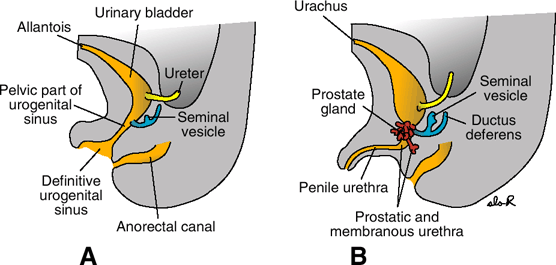 Urinary bladder
Allantois
Ureter
Pelvic part of
urogenital
sinus
Seminal
vesicle
Definitive
urogenital
sinus
Anorectal canal
A
Urachus
Prostate
gland
Seminal
vesicle
Ductus
deferens
Penile urethra
Prostatic and
membranous urethra
B